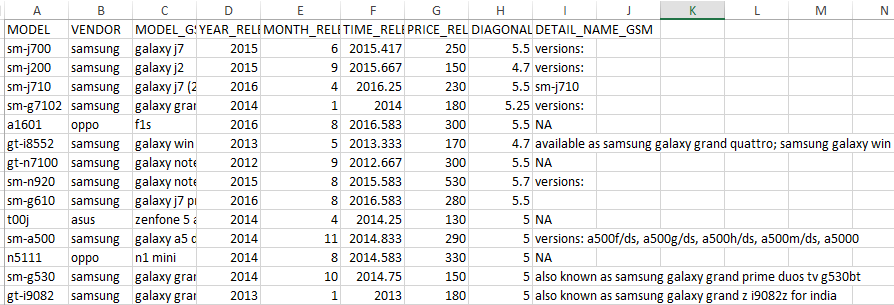 A B C D E F G H I J K L M N
MODEL VENDOR MODEL_GS YEAR_RELE MONTH_RELE TIME_RELE PRICE_REL DIAGONAL DETAIL_NAME_GSM
sm-j700 samsung galaxy j7 2015 6 2015.417 250 5.5 versions:
sm-j200 samsung galaxy j2 2015 9 2015.667 150 4.7 versions:
sm-j710 samsung galaxy j7 (2 2016 4 2016.25 230 5.5 sm-j710
sm-g7102 samsung galaxy gran 2014 1 2014 180 5.25 versions:
a1601 oppo f1s 2016 8 2016.583 300 5.5 NA
gt-i8552 samsung galaxy win 2013 5 2013.333 170 4.7 available as samsung galaxy grand quattro; samsung galaxy win
gt-n7100 samsung galaxy note 2012 9 2012.667 300 5.5 NA
sm-n920 samsung galaxy note 2015 8 2015.583 530 5.7 versions:
sm-g610 samsung galaxy j7 p 2016 8 2016.583 280 5.5
t00j asus zenfone 5 a 2014 4 2014.25 130 5 NA
sm-a500 samsung galaxy a5 d 2014 11 2014.833 290 5 versions: a500f/ds, a500g/ds, a500h/ds, a500m/ds, a5000
n5111 oppo n1 mini 2014 8 2014.583 330 5 NA
sm-g530 samsung galaxy gran 2014 10 2014.75 150 5 also known as samsung galaxy grand prime duos tv g530bt
gt-i9082 samsung galaxy gran 2013 1 2013 180 5 also known as samsung galaxy grand z i9082z for india